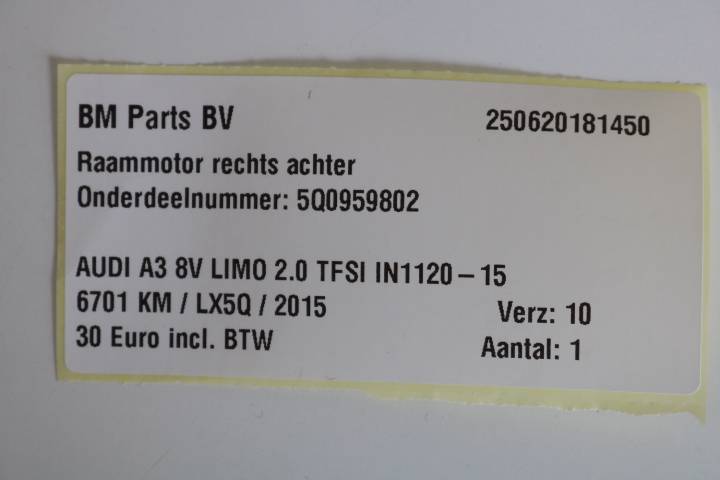 BM Parts BV 250620181450
Raammotor rechts achter
Onderdeelnummer: 5Q0959802
AUDI A3 8V LIMO 2.0 TFSI IN1120 – 15
6701 KM / LX5Q / 2015 Verz: 10
30 Euro incl. BTW Aantal: 1